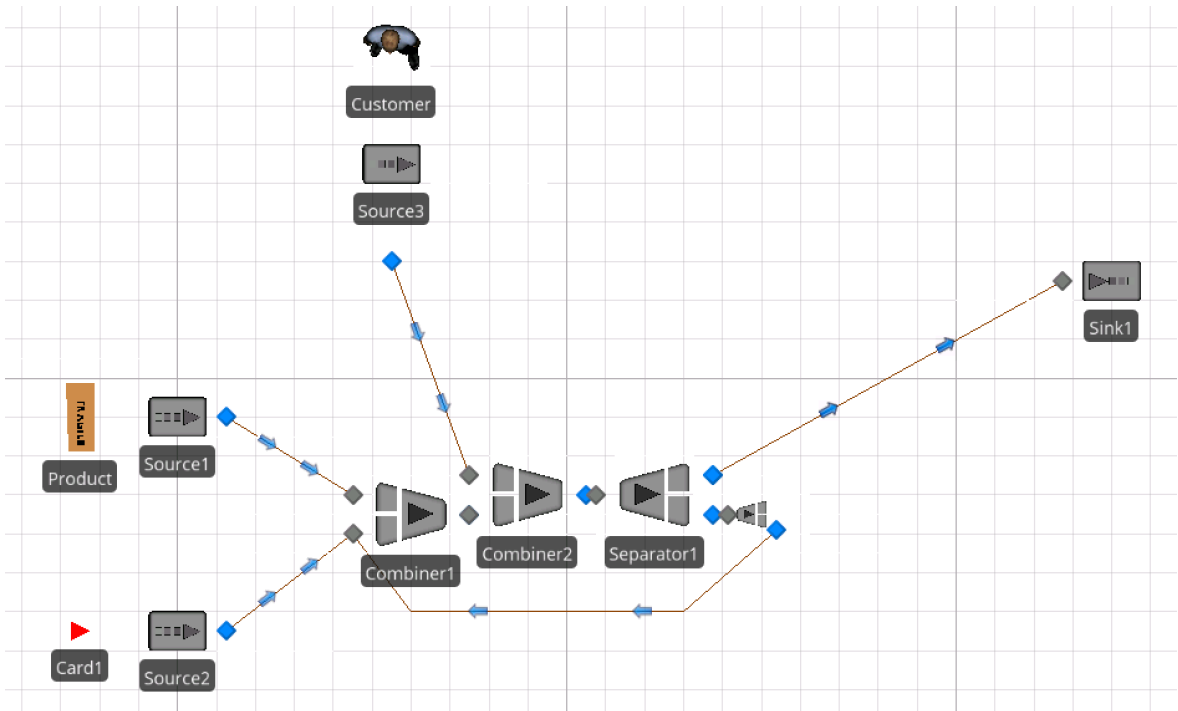 Customer
Source3
Sink1
Product
Source1
Combiner1
Combiner2
Separator1
Card1
Source2